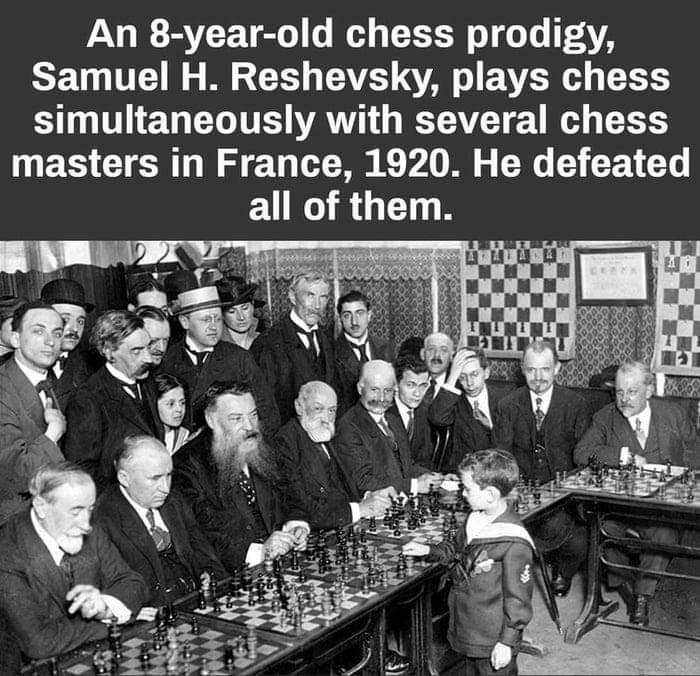 An 8-year-old chess prodigy,
Samuel H. Reshevsky, plays chess
simultaneously with several chess
masters in France, 1920. He defeated
all of them.